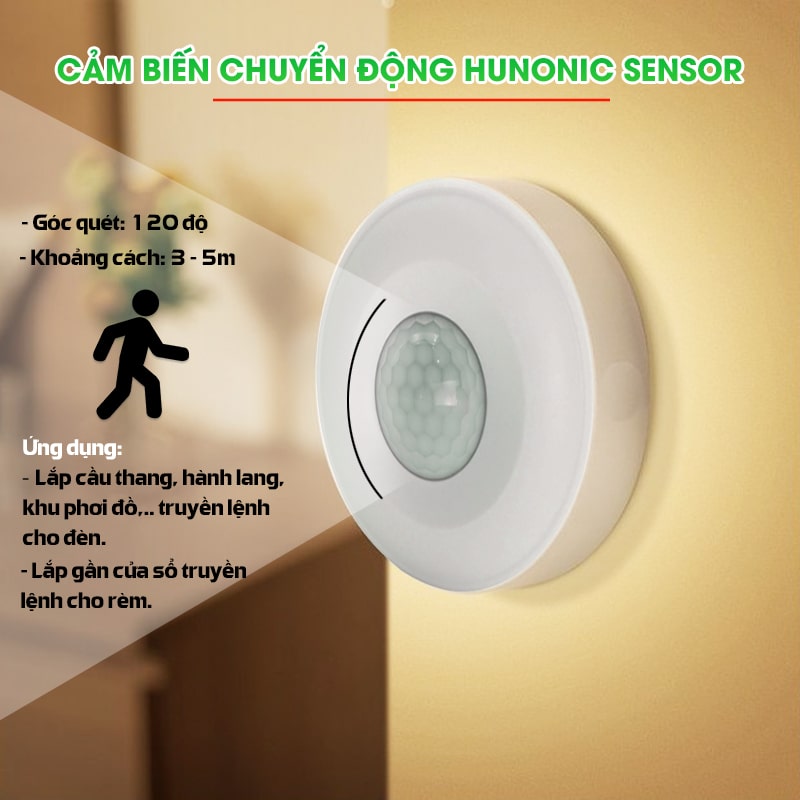 CẢM BIẾN CHUYỂN ĐỘNG HUNONIC SENSOR
- Góc quét: 120 độ
- Khoảng cách: 3 - 5m
Ứng dụng:
- Lắp cầu thang, hành lang,
khu phơi đồ,.. truyền lệnh
cho đèn.
- Lắp gần của sổ truyền
lệnh cho rèm.